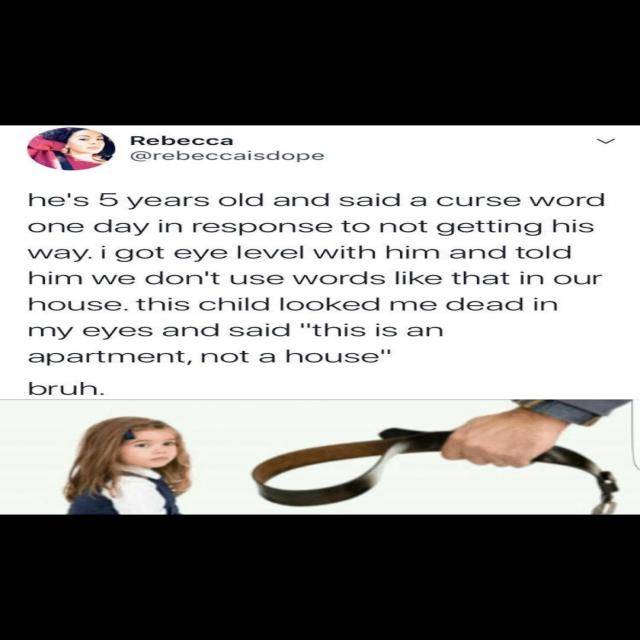 Rebecca
@rebeccaisdope
he's 5 years old and said a curse word
one day in response to not getting his
way. i got eye level with him and told
him we don't use words like that in our
house. this child looked me dead in
my eyes and said "this is an
apartment, not a house"
bruh.